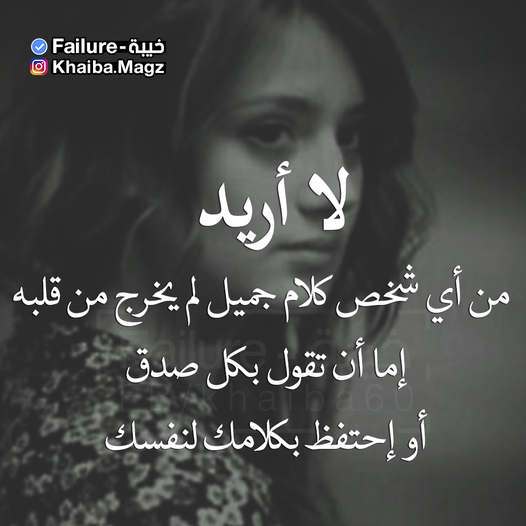 Failure-خيبة
Khaiba.Magz
لا أريد
من أي شخص كلام جميل لم يخرج من قلبه
إما أن تقول بكل صدق
أو إحتفظ بكلامك لنفسك